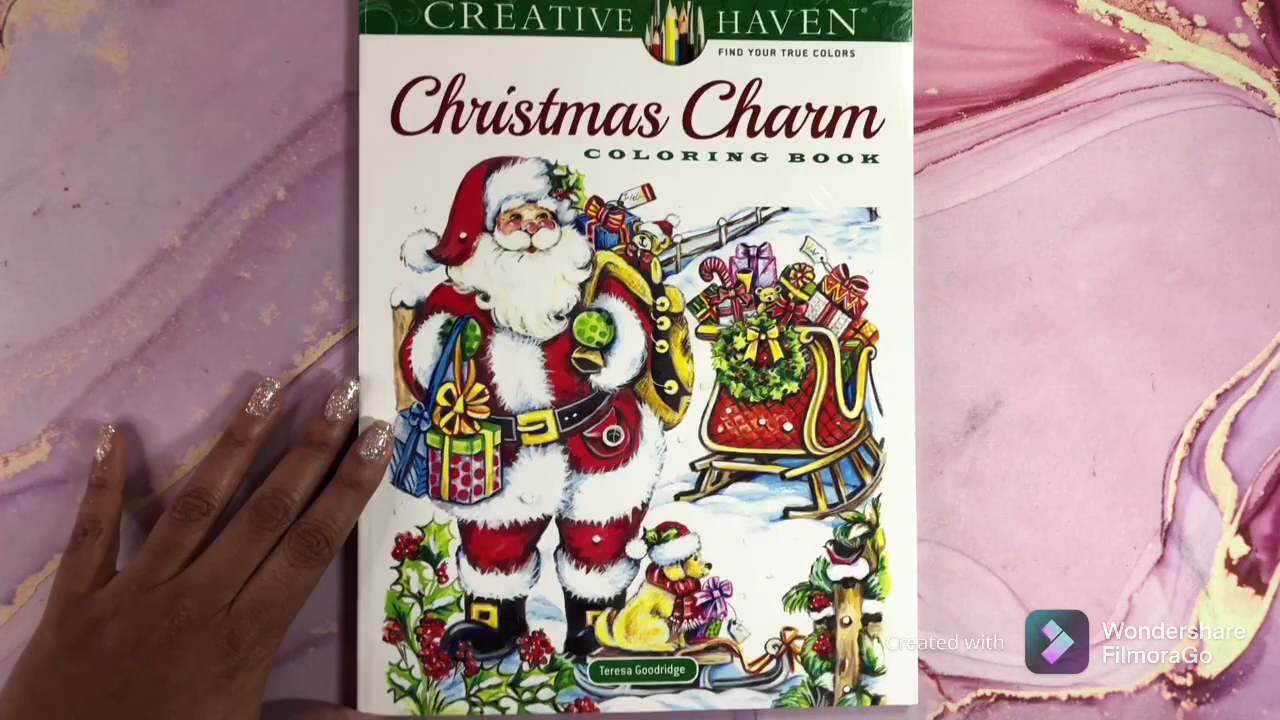 CREATIVE HAVEN®
FIND YOUR TRUE COLORS
Christmas Charm
COLORING BOOK
Teresa Goodridge
Created with
Wondershare
FilmoraGo